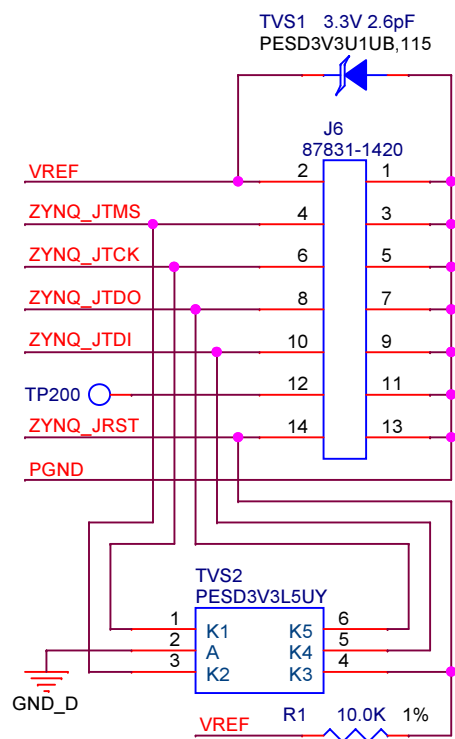 TVS1 3.3V 2.6pF
PESD3V3U1UB,115
J6
87831-1420
VREF 2 1
ZYNQ_JTMS 4 3
ZYNQ_JTCK 6 5
ZYNQ_JTDO 8 7
ZYNQ_JTDI 10 9
TP200 12 11
ZYNQ_JRST 14 13
PGND
TVS2
PESD3V3L5UY
1 K1 K5 6
2 A K4 5
3 K2 K3 4
GND_D
VREF R1 10.0K 1%